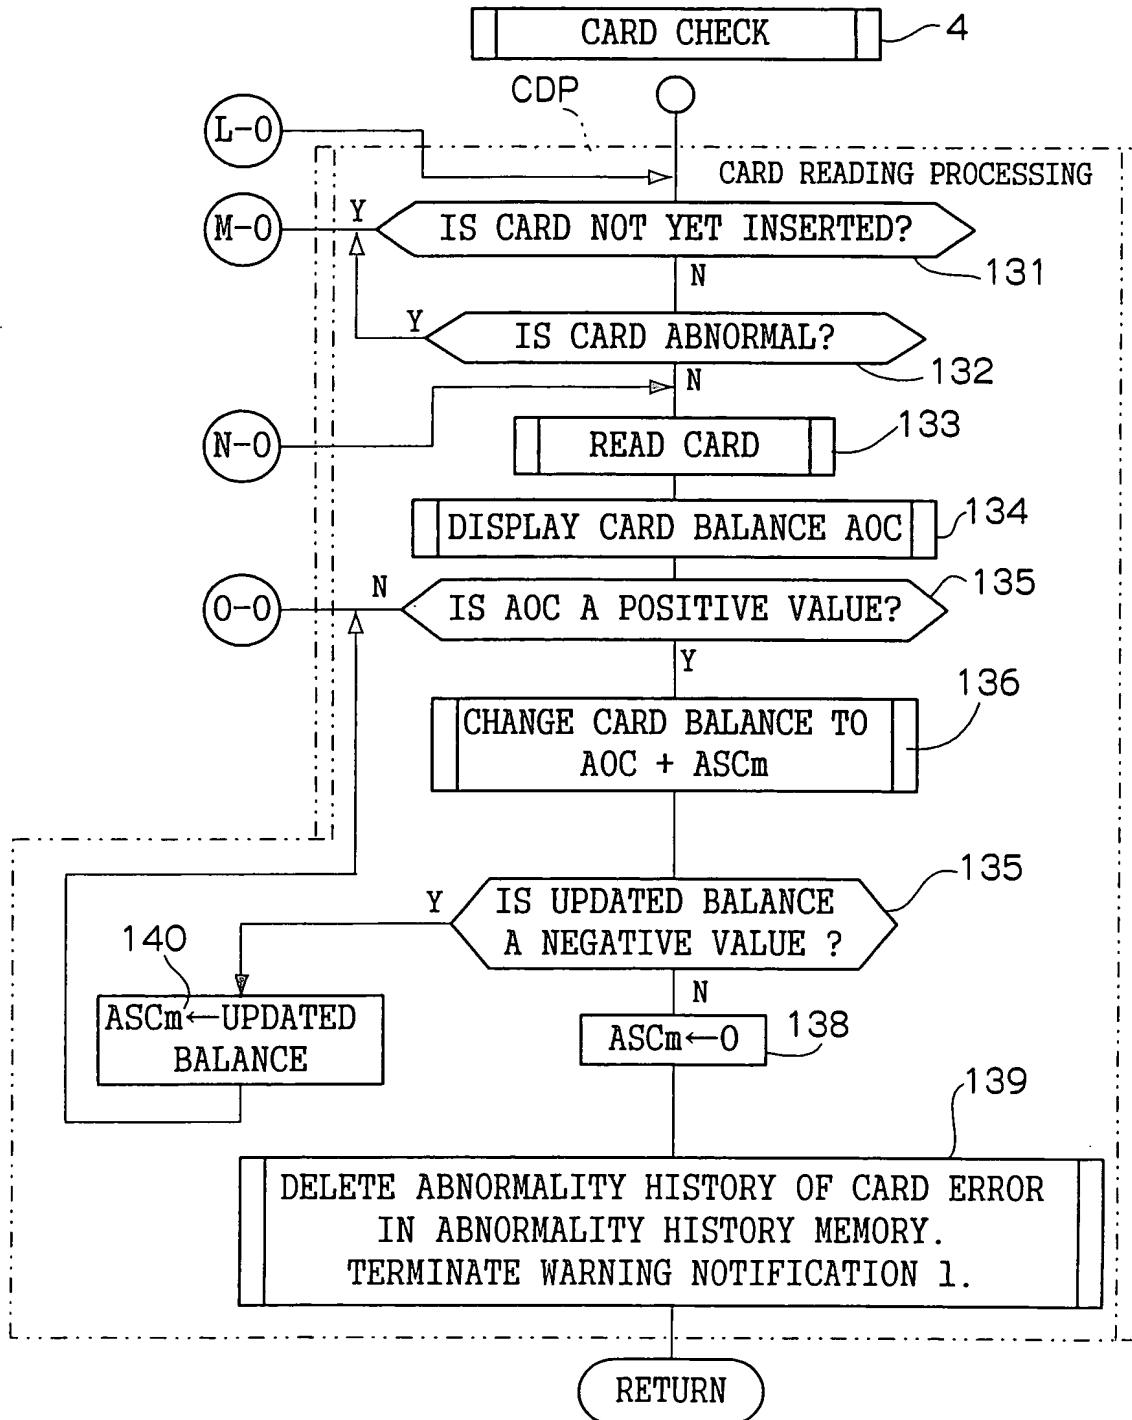 CARD CHECK
4
CDP
L-0
CARD READING PROCESSING
M-0
Y
IS CARD NOT YET INSERTED?
131
N
Y
IS CARD ABNORMAL?
132
N
N-0
READ CARD
133
DISPLAY CARD BALANCE AOC
134
O-0
N
IS AOC A POSITIVE VALUE?
135
Y
CHANGE CARD BALANCE TO
AOC + ASCm
136
135
Y
IS UPDATED BALANCE
A NEGATIVE VALUE ?
140
N
ASCm←UPDATED
BALANCE
ASCm←0
138
139
DELETE ABNORMALITY HISTORY OF CARD ERROR
IN ABNORMALITY HISTORY MEMORY.
TERMINATE WARNING NOTIFICATION 1.
RETURN